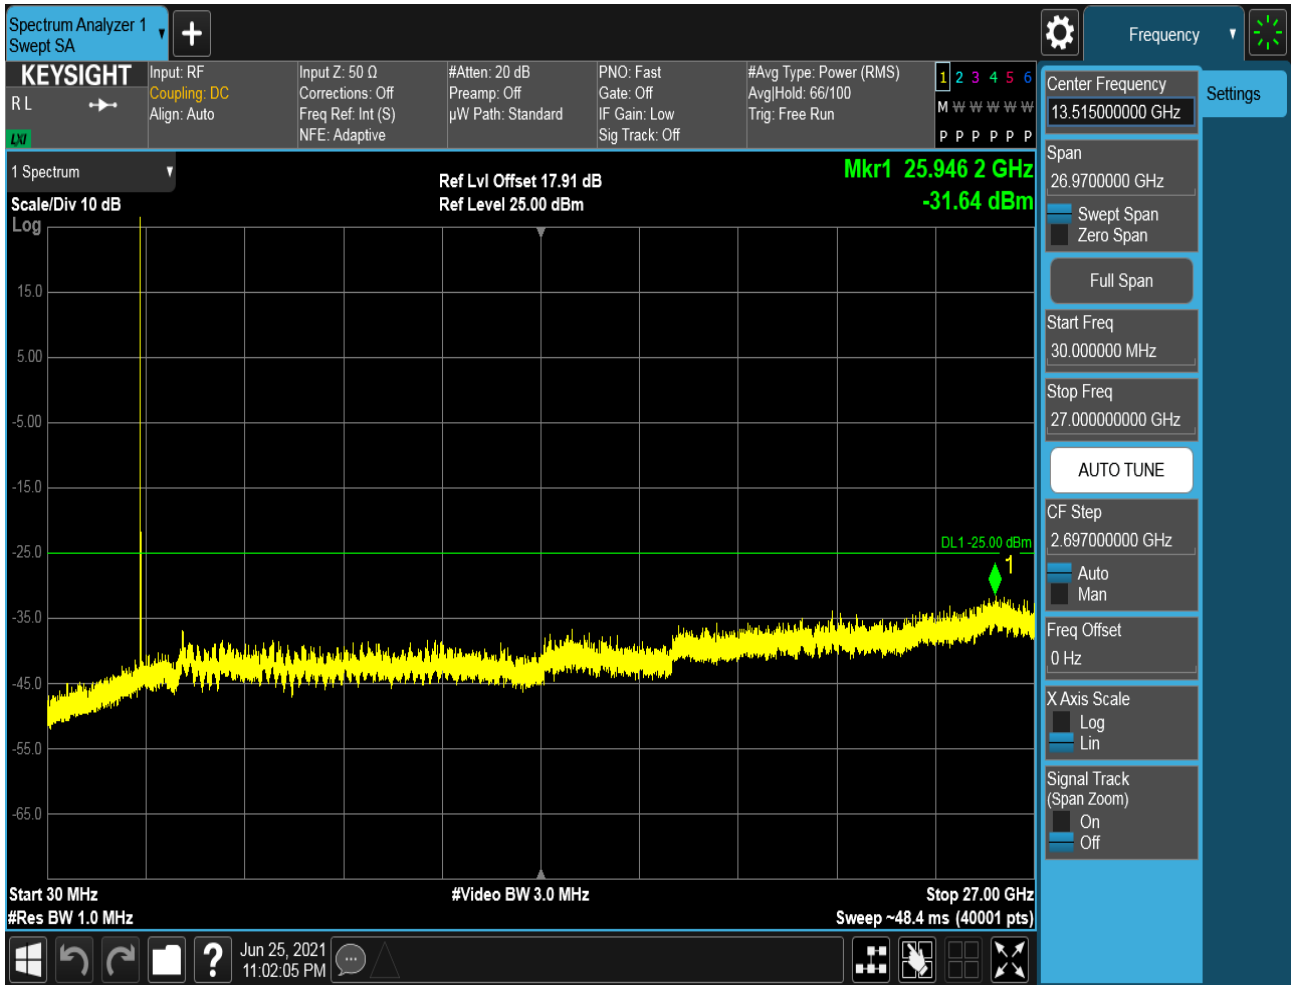 Spectrum Analyzer 1
Swept SA
Frequency
KEYSIGHT
R L
LXI
Input: RF
Coupling: DC
Align: Auto
Input Z: 50 Ω
Corrections: Off
Freq Ref: Int (S)
NFE: Adaptive
#Atten: 20 dB
Preamp: Off
µW Path: Standard
PNO: Fast
Gate: Off
IF Gain: Low
Sig Track: Off
#Avg Type: Power (RMS)
Avg|Hold: 66/100
Trig: Free Run
1 2 3 4 5 6
M W W W W W
P P P P P P
1 Spectrum
Scale/Div 10 dB
Log
Ref Lvl Offset 17.91 dB
Ref Level 25.00 dBm
Mkr1 25.946 2 GHz
-31.64 dBm
15.0
5.00
-5.00
-15.0
-25.0
-35.0
-45.0
-55.0
-65.0
DL1 -25.00 dBm
1
Start 30 MHz
#Res BW 1.0 MHz
#Video BW 3.0 MHz
Stop 27.00 GHz
Sweep ~48.4 ms (40001 pts)
Jun 25, 2021
11:02:05 PM
Center Frequency
13.515000000 GHz
Settings
Span
26.9700000 GHz
Swept Span
Zero Span
Full Span
Start Freq
30.000000 MHz
Stop Freq
27.000000000 GHz
AUTO TUNE
CF Step
2.697000000 GHz
Auto
Man
Freq Offset
0 Hz
X Axis Scale
Log
Lin
Signal Track
(Span Zoom)
On
Off